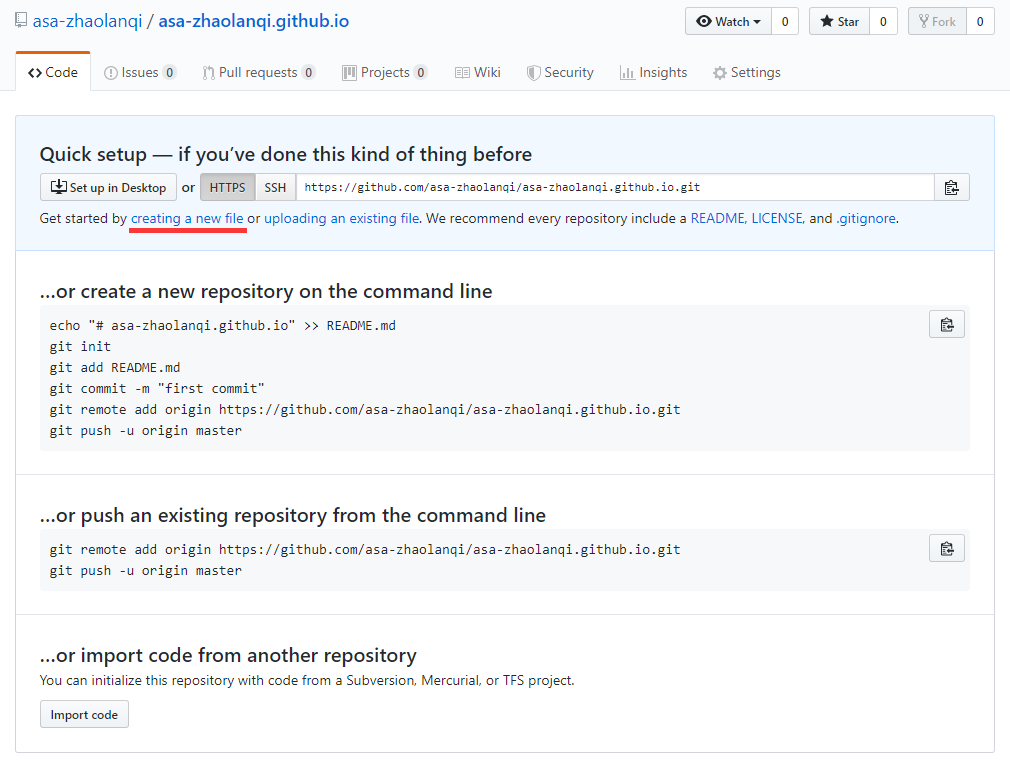 asa-zhaolanqi / asa-zhaolanqi.github.io
Watch 0 Star 0 Fork 0
Code Issues 0 Pull requests 0 Projects 0 Wiki Security Insights Settings
Quick setup — if you’ve done this kind of thing before
Set up in Desktop or HTTPS SSH https://github.com/asa-zhaolanqi/asa-zhaolanqi.github.io.git
Get started by creating a new file or uploading an existing file. We recommend every repository include a README, LICENSE, and .gitignore.
…or create a new repository on the command line
echo "# asa-zhaolanqi.github.io" >> README.md
git init
git add README.md
git commit -m "first commit"
git remote add origin https://github.com/asa-zhaolanqi/asa-zhaolanqi.github.io.git
git push -u origin master
…or push an existing repository from the command line
git remote add origin https://github.com/asa-zhaolanqi/asa-zhaolanqi.github.io.git
git push -u origin master
…or import code from another repository
You can initialize this repository with code from a Subversion, Mercurial, or TFS project.
Import code